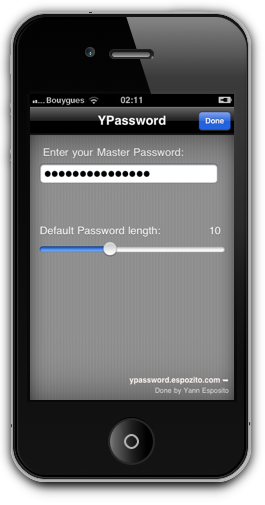 ...Bouygues 02:11
YPassword Done
Enter your Master Password:
●●●●●●●●●●●●●●●
Default Password length: 10
ypassword.espozito.com ➥
Done by Yann Esposito